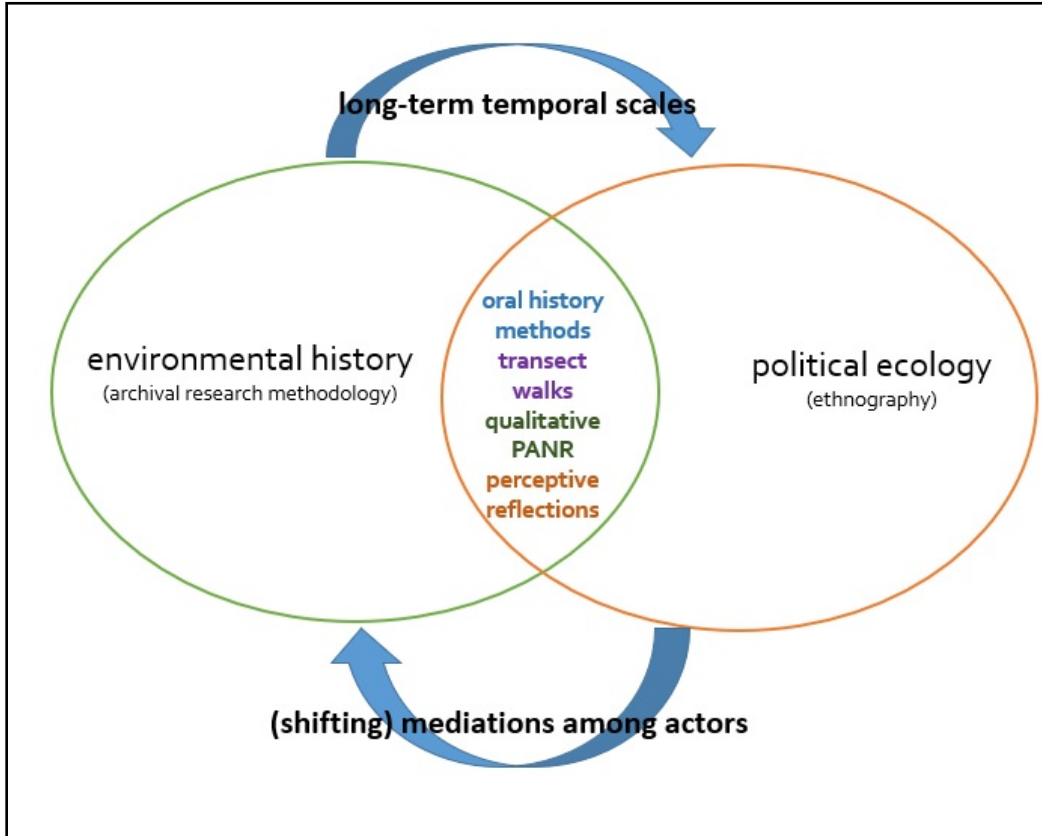 long-term temporal scales
environmental history
(archival research methodology)
oral history
methods
transect
walks
qualitative
PANR
perceptive
reflections
political ecology
(ethnography)
(shifting) mediations among actors